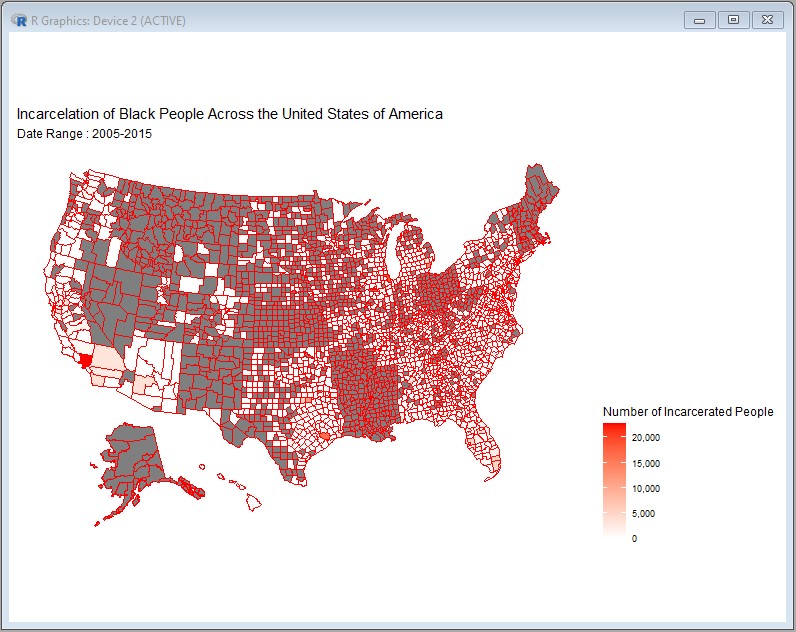 R Graphics: Device 2 (ACTIVE)
Incarcelation of Black People Across the United States of America
Date Range : 2005-2015
Number of Incarcerated People
20,000
15,000
10,000
5,000
0